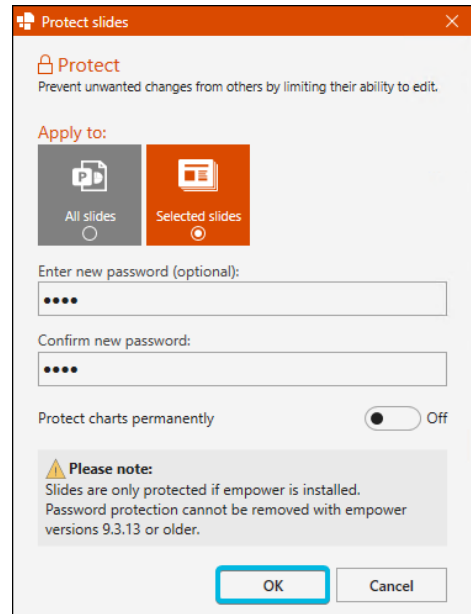 Protect slides
Protect
Prevent unwanted changes from others by limiting their ability to edit.
Apply to:
All slides
Selected slides
Enter new password (optional):
••••
Confirm new password:
••••
Protect charts permanently
Off
Please note:
Slides are only protected if empower is installed.
Password protection cannot be removed with empower
versions 9.3.13 or older.
OK
Cancel